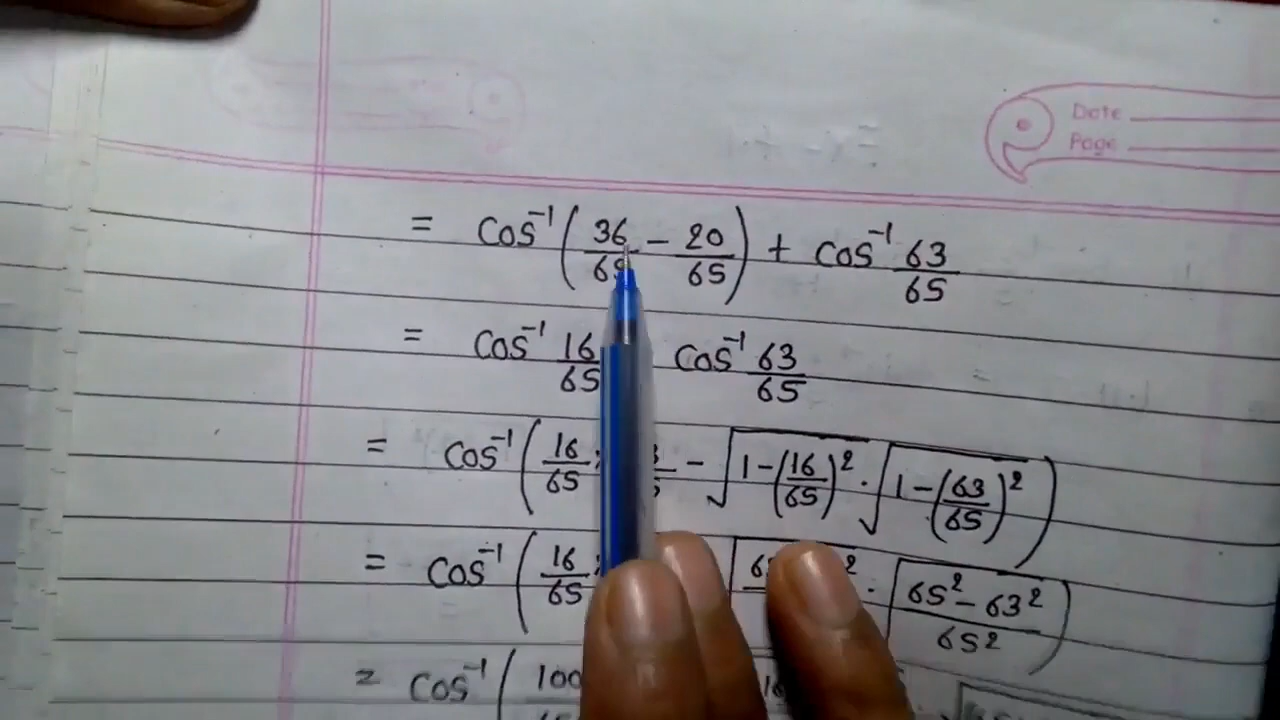 Date
Page
= Cos⁻¹(36/65 − 20/65) + Cos⁻¹ 63/65
= Cos⁻¹ 16/65 Cos⁻¹ 63/65
= Cos⁻¹(16/65 − √1−(16/65)² · √1−(63/65)²)
= Cos⁻¹(16/65 · √65²−63²/65²)
= Cos⁻¹(